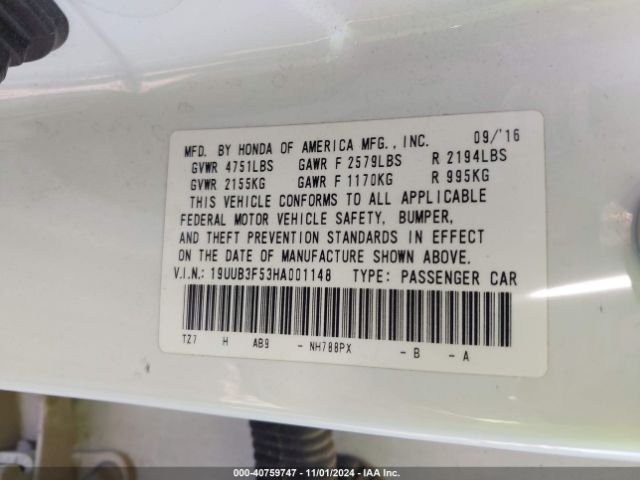 MFD. BY HONDA OF AMERICA MFG., INC. 09/'16
GVWR 4751LBS GAWR F 2579LBS R 2194LBS
GVWR 2155KG GAWR F 1170KG R 995KG
THIS VEHICLE CONFORMS TO ALL APPLICABLE
FEDERAL MOTOR VEHICLE SAFETY, BUMPER,
AND THEFT PREVENTION STANDARDS IN EFFECT
ON THE DATE OF MANUFACTURE SHOWN ABOVE.
V.I.N.: 19UUB3F53HA001148 TYPE: PASSENGER CAR
TZ7 H AB9 - NH788PX - B - A
000-40759747 - 11/01/2024 - IAA Inc.